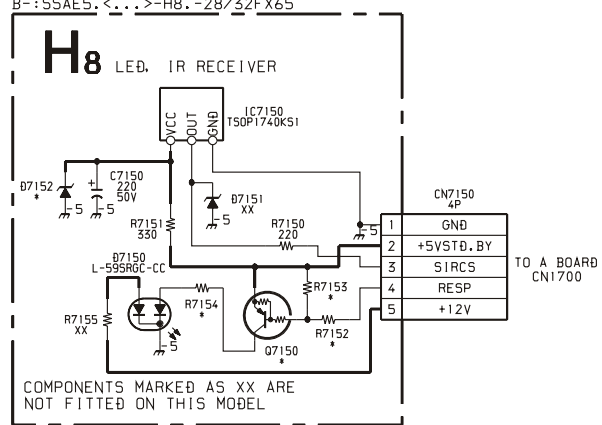 B-:SSAE5.<...>-H8.-28/32FX65
H8 LED. IR RECEIVER
IC7150
TSOP1740KS1
VCC
OUT
GND
D7152
*
-5
+
C7150
220
50V
-5
D7151
XX
-5
R7151
330
R7150
220
-5
CN7150
4P
1 GND
2 +5VSTD.BY
3 SIRCS
4 RESP
5 +12V
TO A BOARD
CN1700
D7150
L-59SRGC-CC
R7154
*
R7153
*
R7155
XX
R7152
*
-5
Q7150
*
COMPONENTS MARKED AS XX ARE
NOT FITTED ON THIS MODEL